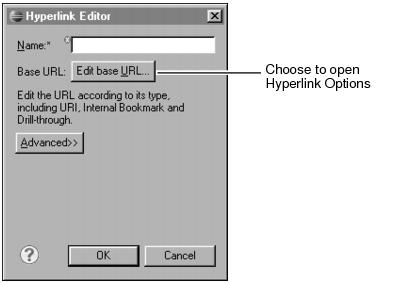 Hyperlink Editor
Name:*
Base URL: Edit base URL...
Choose to open
Hyperlink Options
Edit the URL according to its type,
including URI, Internal Bookmark and
Drill-through.
Advanced>>
? OK Cancel